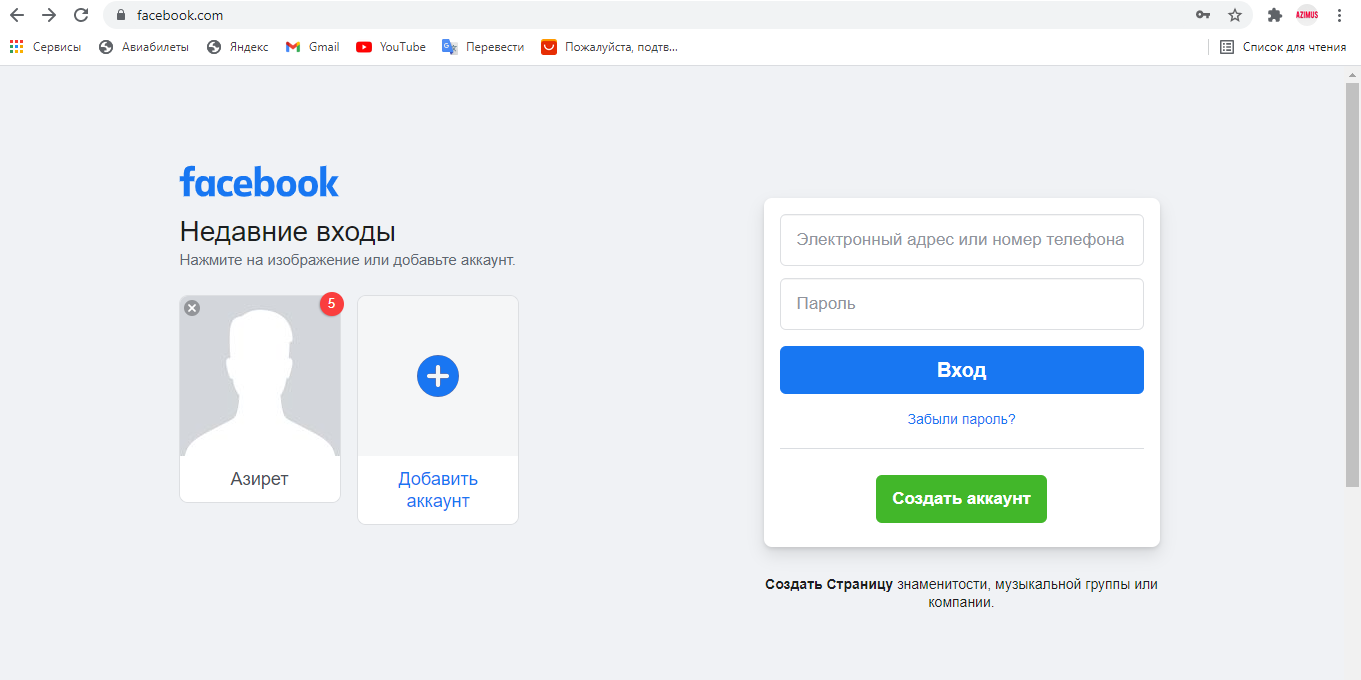 facebook.com
AZIMUS
Сервисы
Авиабилеты
Яндекс
Gmail
YouTube
Перевести
Пожалуйста, подтв...
Список для чтения
facebook
Недавние входы
Нажмите на изображение или добавьте аккаунт.
5
Азирет
Добавить
аккаунт
Электронный адрес или номер телефона
Пароль
Вход
Забыли пароль?
Создать аккаунт
Создать Страницу знаменитости, музыкальной группы или
компании.